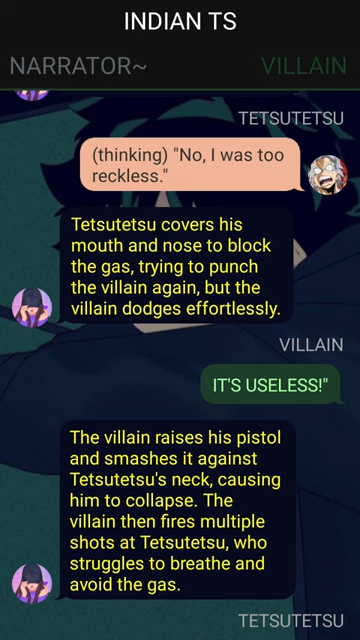 INDIAN TS
NARRATOR~ VILLAIN
TETSUTETSU
(thinking) "No, I was too
reckless."
Tetsutetsu covers his
mouth and nose to block
the gas, trying to punch
the villain again, but the
villain dodges effortlessly.
VILLAIN
IT'S USELESS!"
The villain raises his pistol
and smashes it against
Tetsutetsu's neck, causing
him to collapse. The
villain then fires multiple
shots at Tetsutetsu, who
struggles to breathe and
avoid the gas.
TETSUTETSU